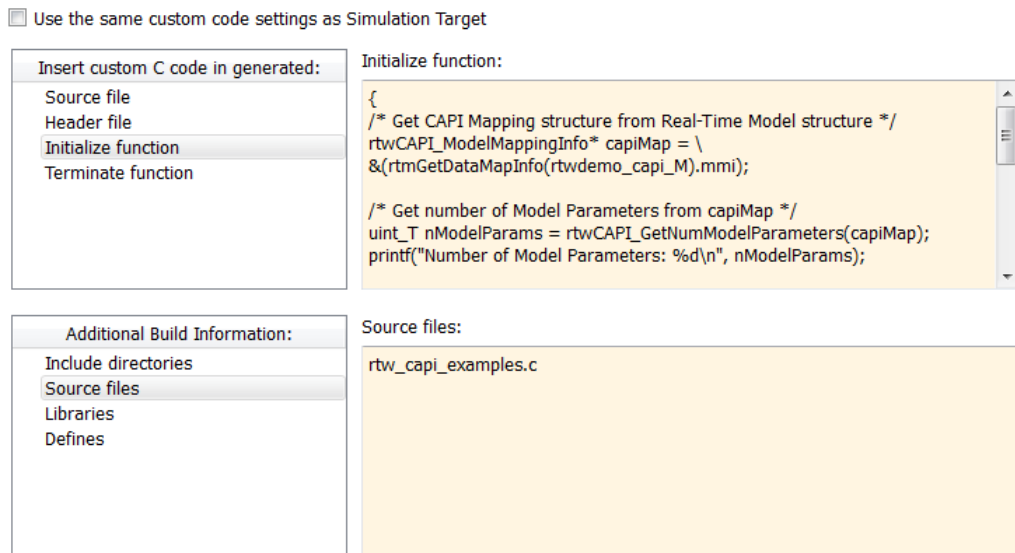 Use the same custom code settings as Simulation Target
Insert custom C code in generated:
Source file
Header file
Initialize function
Terminate function
Initialize function:
{
/* Get CAPI Mapping structure from Real-Time Model structure */
rtwCAPI_ModelMappingInfo* capiMap = \
&(rtmGetDataMapInfo(rtwdemo_capi_M).mmi);
/* Get number of Model Parameters from capiMap */
uint_T nModelParams = rtwCAPI_GetNumModelParameters(capiMap);
printf("Number of Model Parameters: %d\n", nModelParams);
Additional Build Information:
Include directories
Source files
Libraries
Defines
Source files:
rtw_capi_examples.c